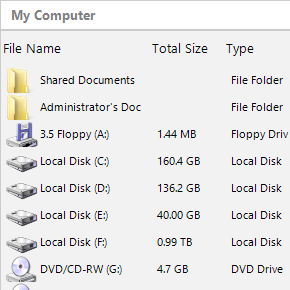 My Computer
File Name Total Size Type
Shared Documents File Folder
Administrator's Doc File Folder
3.5 Floppy (A:) 1.44 MB Floppy Driv
Local Disk (C:) 160.4 GB Local Disk
Local Disk (D:) 136.2 GB Local Disk
Local Disk (E:) 40.00 GB Local Disk
Local Disk (F:) 0.99 TB Local Disk
DVD/CD-RW (G:) 4.7 GB DVD Drive